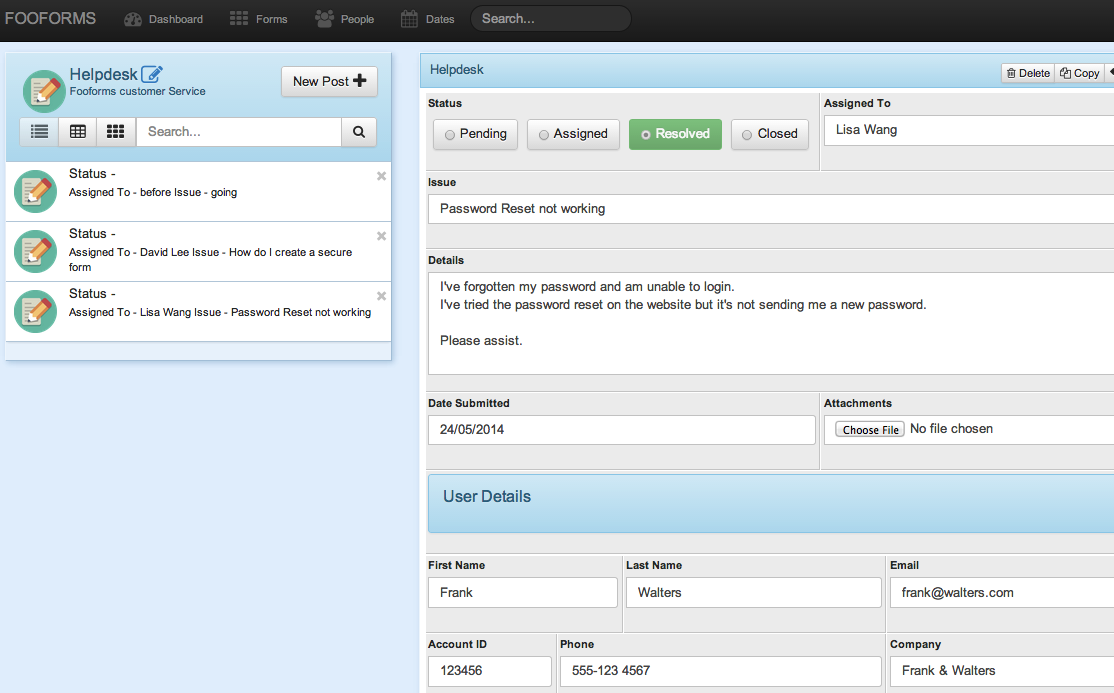 FOOFORMS Dashboard Forms People Dates Search...
Helpdesk
Fooforms customer Service
New Post
Search...
Status -
Assigned To - before Issue - going
Status -
Assigned To - David Lee Issue - How do I create a secure
form
Status -
Assigned To - Lisa Wang Issue - Password Reset not working
Helpdesk
Delete Copy
Status
Pending Assigned Resolved Closed
Assigned To
Lisa Wang
Issue
Password Reset not working
Details
I've forgotten my password and am unable to login.
I've tried the password reset on the website but it's not sending me a new password.
Please assist.
Date Submitted
24/05/2014
Attachments
Choose File No file chosen
User Details
First Name
Frank
Last Name
Walters
Email
frank@walters.com
Account ID
123456
Phone
555-123 4567
Company
Frank & Walters